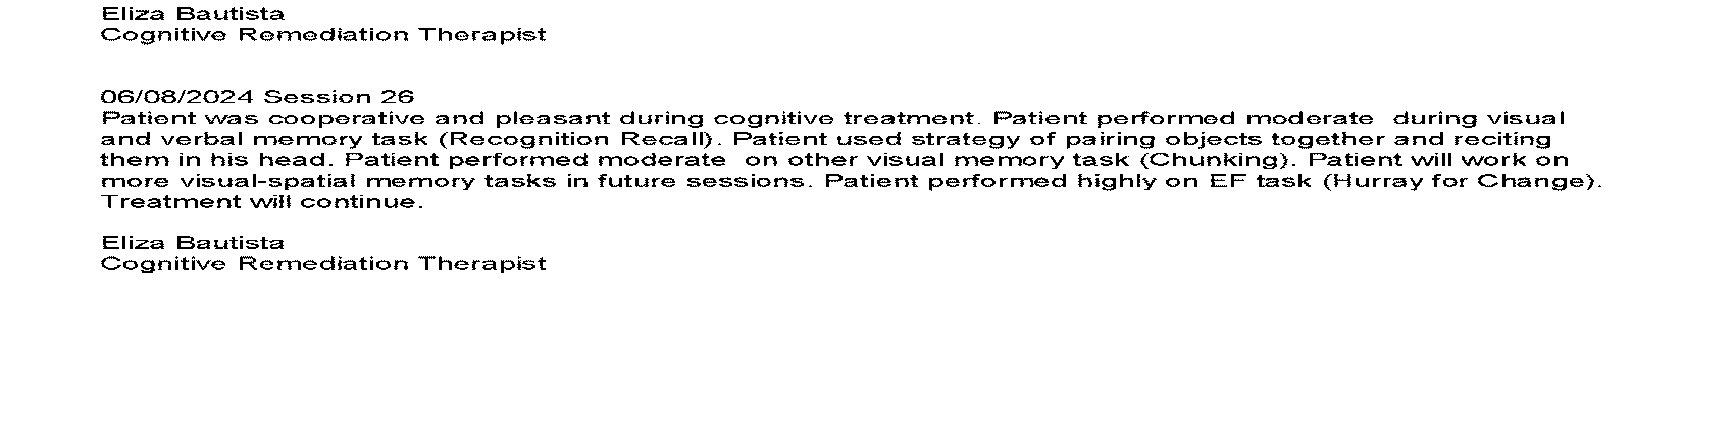 Eliza Bautista
Cognitive Remediation Therapist
06/08/2024 Session 26
Patient was cooperative and pleasant during cognitive treatment. Patient performed moderate  during visual
and verbal memory task (Recognition Recall). Patient used strategy of pairing objects together and reciting
them in his head. Patient performed moderate  on other visual memory task (Chunking). Patient will work on
more visual-spatial memory tasks in future sessions. Patient performed highly on EF task (Hurray for Change).
Treatment will continue.
Eliza Bautista
Cognitive Remediation Therapist